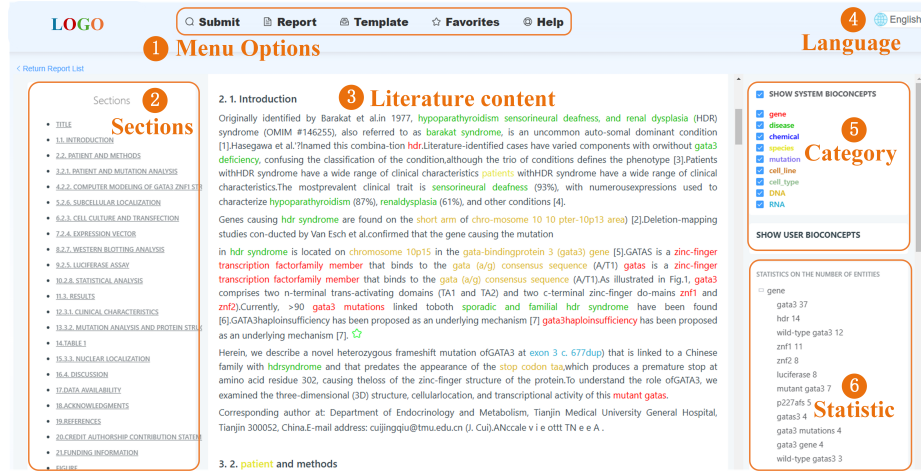 LOGO
Submit
Report
Template
Favorites
Help
4
English
1 Menu Options
Language
< Return Report List
Sections
2
Sections
TITLE
1.1. INTRODUCTION
2.2. PATIENT AND METHODS
3.2.1. PATIENT AND MUTATION ANALYSIS
4.2.2. COMPUTER MODELING OF GATA3 ZNF1 STR
5.2.6. SUBCELLULAR LOCALIZATION
6.2.3. CELL CULTURE AND TRANSFECTION
7.2.4. EXPRESSION VECTOR
8.2.7. WESTERN BLOTTING ANALYSIS
9.2.5. LUCIFERASE ASSAY
10.2.8. STATISTICAL ANALYSIS
11.3. RESULTS
12.3.1. CLINICAL CHARACTERISTICS
13.3.2. MUTATION ANALYSIS AND PROTEIN STRUC
14.TABLE 1
15.3.3. NUCLEAR LOCALIZATION
16.4. DISCUSSION
17.DATA AVAILABILITY
18.ACKNOWLEDGMENTS
19.REFERENCES
20.CREDIT AUTHORSHIP CONTRIBUTION STATEM
21.FUNDING INFORMATION
FIGURE
2. 1. Introduction
3 Literature content
Originally identified by Barakat et al.in 1977, hypoparathyroidism sensorineural deafness, and renal dysplasia (HDR)
syndrome (OMIM #146255), also referred to as barakat syndrome, is an uncommon auto-somal dominant condition
[1].Hasegawa et al.'?lnamed this combina-tion hdr.Literature-identified cases have varied components with orwithout gata3
deficiency, confusing the classification of the condition,although the trio of conditions defines the phenotype [3].Patients
withHDR syndrome have a wide range of clinical characteristics patients withHDR syndrome have a wide range of clinical
characteristics.The mostprevalent clinical trait is sensorineural deafness (93%), with numerousexpressions used to
characterize hypoparathyroidism (87%), renaldysplasia (61%), and other conditions [4].
Genes causing hdr syndrome are found on the short arm of chro-mosome 10 10 pter-10p13 area) [2].Deletion-mapping
studies con-ducted by Van Esch et al.confirmed that the gene causing the mutation
in hdr syndrome is located on chromosome 10p15 in the gata-bindingprotein 3 (gata3) gene [5].GATAS is a zinc-finger
transcription factorfamily member that binds to the gata (a/g) consensus sequence (A/T1) gatas is a zinc-finger
transcription factorfamily member that binds to the gata (a/g) consensus sequence (A/T1).As illustrated in Fig.1, gata3
comprises two n-terminal trans-activating domains (TA1 and TA2) and two c-terminal zinc-finger do-mains znf1 and
znf2).Currently, >90 gata3 mutations linked toboth sporadic and familial hdr syndrome have been found
[6].GATA3haploinsufficiency has been proposed as an underlying mechanism [7] gata3haploinsufficiency has been proposed
as an underlying mechanism [7].
Herein, we describe a novel heterozygous frameshift mutation ofGATA3 at exon 3 c. 677dup) that is linked to a Chinese
family with hdrsyndrome and that predates the appearance of the stop codon taa,which produces a premature stop at
amino acid residue 302, causing theloss of the zinc-finger structure of the protein.To understand the role ofGATA3, we
examined the three-dimensional (3D) structure, cellularlocation, and transcriptional activity of this mutant gatas.
Corresponding author at: Department of Endocrinology and Metabolism, Tianjin Medical University General Hospital,
Tianjin 300052, China.E-mail address: cuijingqiu@tmu.edu.cn (J. Cui).ANccale v i e ottt TN e e A .
3. 2. patient and methods
SHOW SYSTEM BIOCONCEPTS
gene
disease
chemical
species
mutation
cell_line
cell_type
DNA
RNA
5
Category
SHOW USER BIOCONCEPTS
STATISTICS ON THE NUMBER OF ENTITIES
gene
gata3 37
hdr 14
wild-type gata3 12
znf1 11
znf2 8
luciferase 8
mutant gata3 7
p227afs 5
gatas3 4
gata3 mutations 4
gata3 gene 4
wild-type gatas3 3
6
Statistic